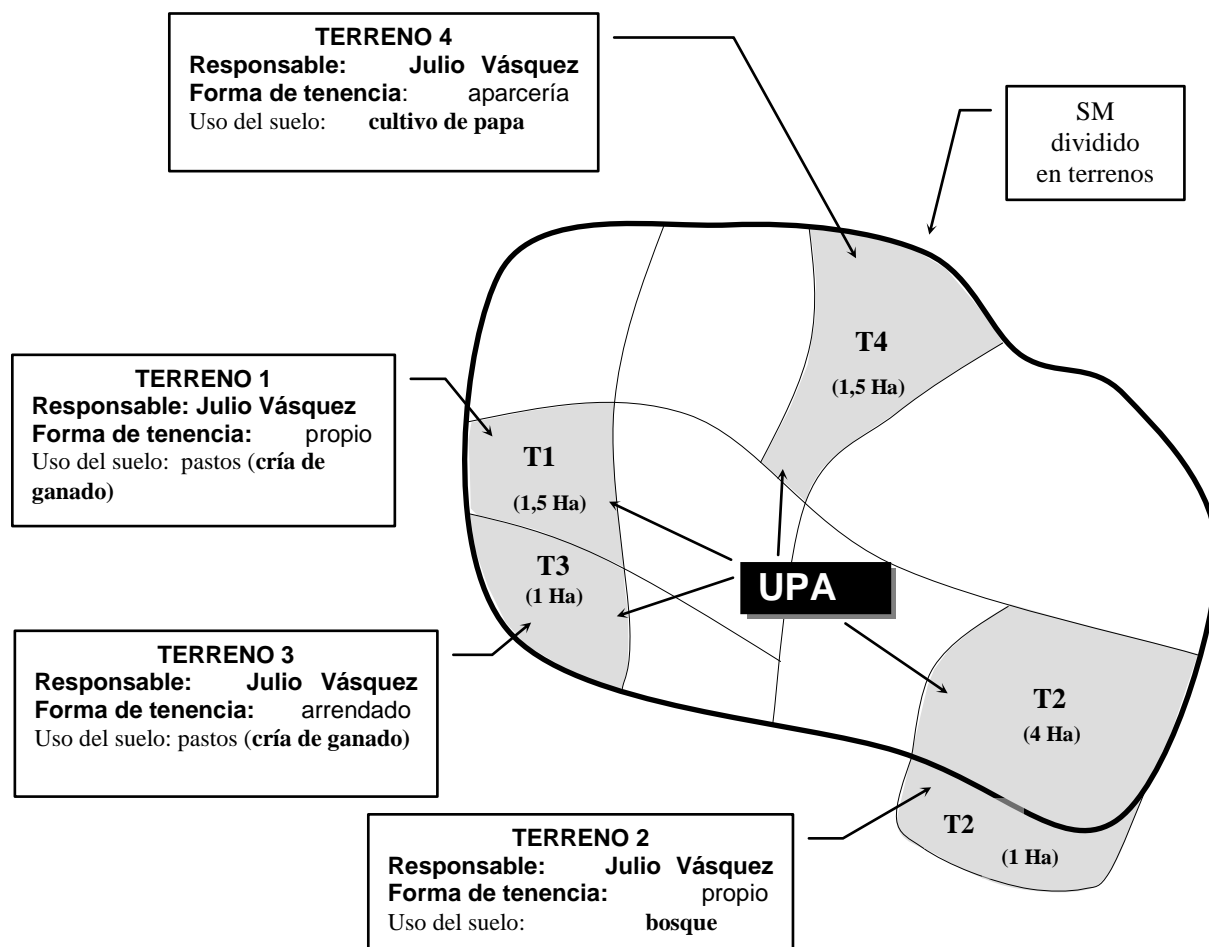 TERRENO 4
Responsable: Julio Vásquez
Forma de tenencia: aparcería
Uso del suelo: cultivo de papa
SM
dividido
en terrenos
T4
(1,5 Ha)
TERRENO 1
Responsable: Julio Vásquez
Forma de tenencia: propio
Uso del suelo: pastos (cría de
ganado)
T1
(1,5 Ha)
T3
(1 Ha)
UPA
TERRENO 3
Responsable: Julio Vásquez
Forma de tenencia: arrendado
Uso del suelo: pastos (cría de ganado)
T2
(4 Ha)
T2
(1 Ha)
TERRENO 2
Responsable: Julio Vásquez
Forma de tenencia: propio
Uso del suelo: bosque